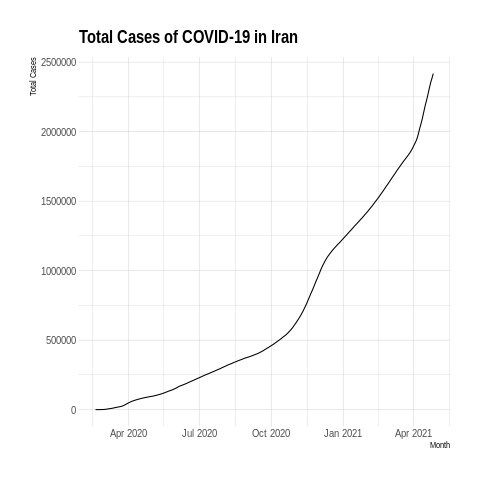 Total Cases of COVID-19 in Iran
Total Cases
2500000
2000000
1500000
1000000
500000
0
Apr 2020 Jul 2020 Oct 2020 Jan 2021 Apr 2021
Month